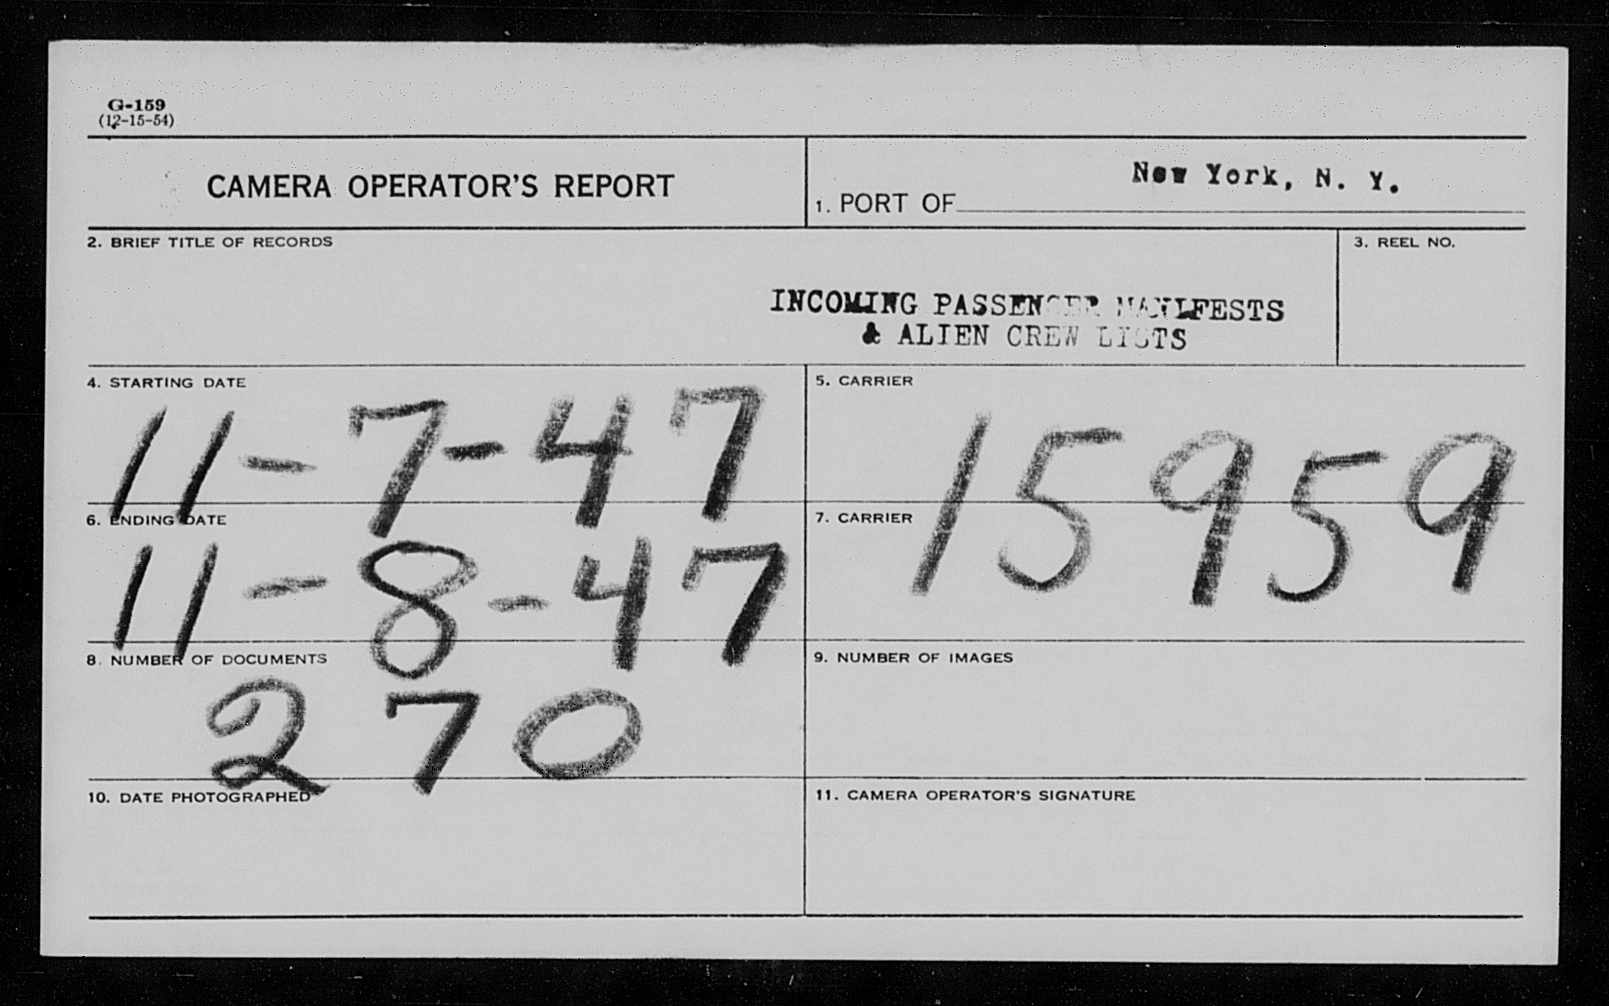 G-159
(12-15-54)
CAMERA OPERATOR'S REPORT
1. PORT OF New York, N. Y.
2. BRIEF TITLE OF RECORDS
3. REEL NO.
INCOMING PASSENGER MANIFESTS
& ALIEN CREW LISTS
4. STARTING DATE
11-7-47
5. CARRIER
15959
6. ENDING DATE
11-8-47
7. CARRIER
8. NUMBER OF DOCUMENTS
270
9. NUMBER OF IMAGES
10. DATE PHOTOGRAPHED
11. CAMERA OPERATOR'S SIGNATURE